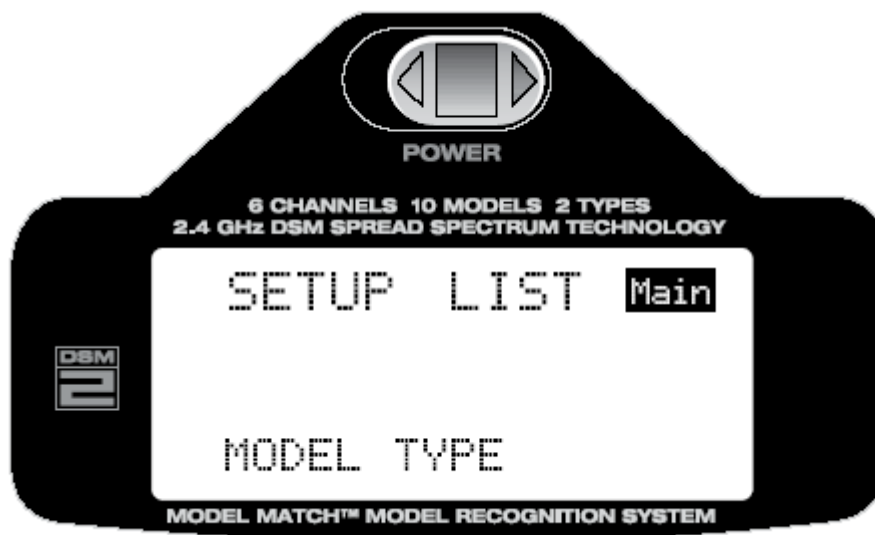 POWER
6 CHANNELS 10 MODELS 2 TYPES
2.4 GHz DSM SPREAD SPECTRUM TECHNOLOGY
SETUP LIST Main
DSM
2
MODEL TYPE
MODEL MATCH™ MODEL RECOGNITION SYSTEM